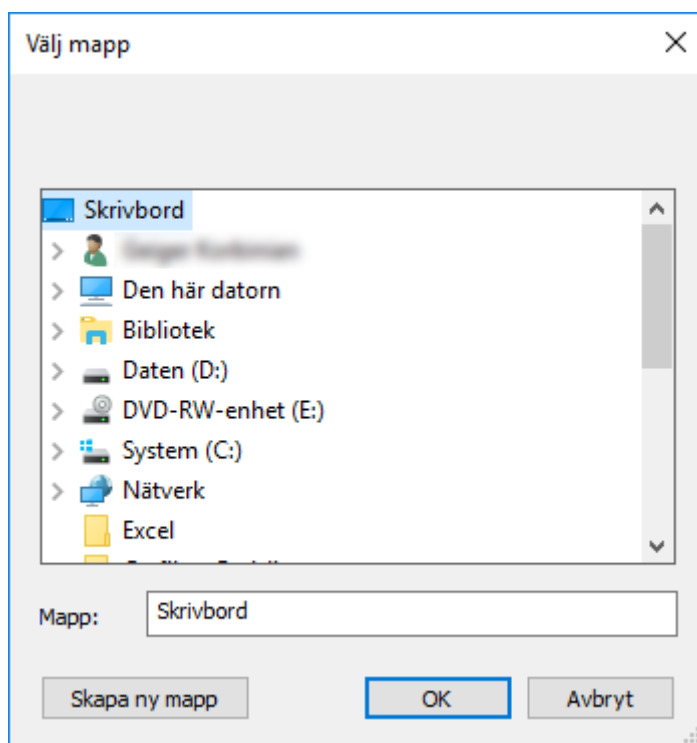 Välj mapp
Skrivbord
Den här datorn
Bibliotek
Daten (D:)
DVD-RW-enhet (E:)
System (C:)
Nätverk
Excel
Mapp:
Skrivbord
Skapa ny mapp
OK
Avbryt